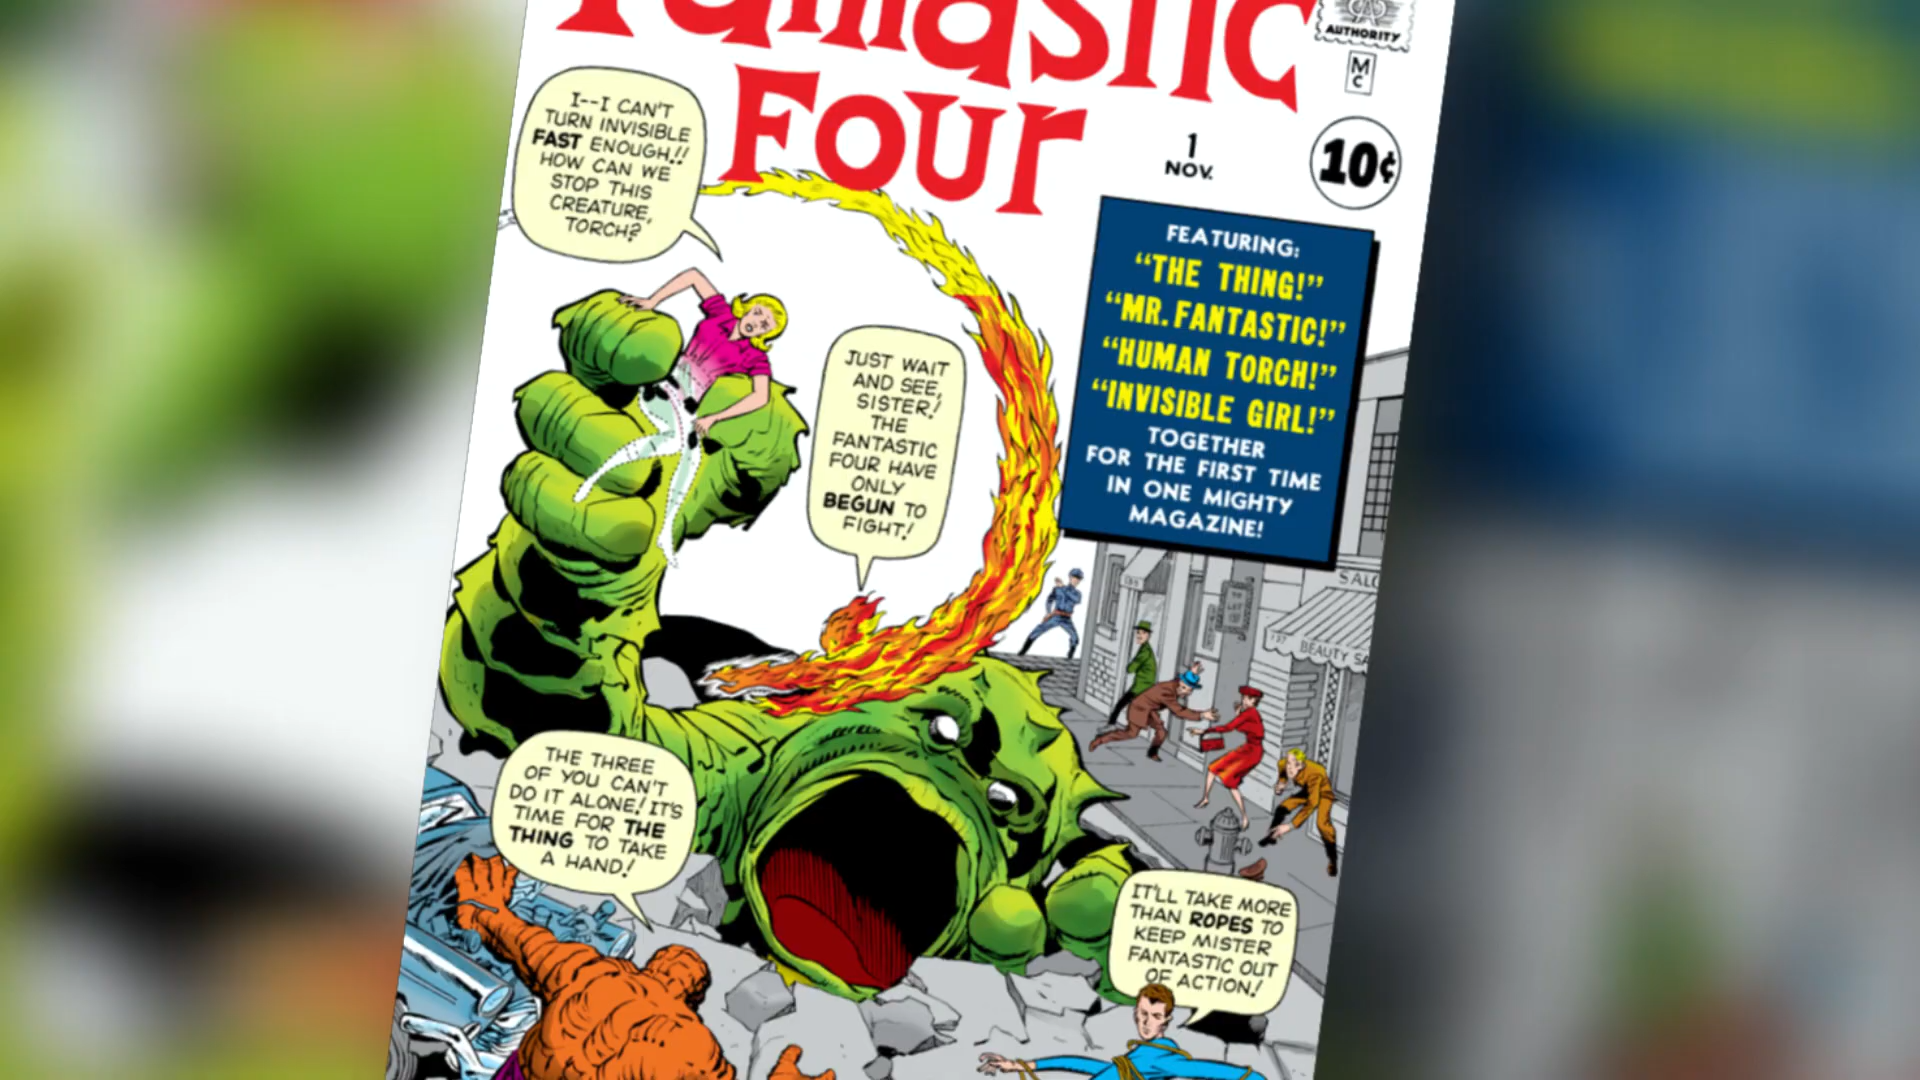 Fantastic
Four
AUTHORITY
M
C
1
NOV.
10¢
I--I CAN'T
TURN INVISIBLE
FAST ENOUGH!!
HOW CAN WE
STOP THIS
CREATURE,
TORCH?
FEATURING:
"THE THING!"
"MR. FANTASTIC!"
"HUMAN TORCH!"
"INVISIBLE GIRL!"
TOGETHER
FOR THE FIRST TIME
IN ONE MIGHTY
MAGAZINE!
JUST WAIT
AND SEE,
SISTER!
THE
FANTASTIC
FOUR HAVE
ONLY
BEGUN TO
FIGHT!
SALO
BEAUTY SA
THE THREE
OF YOU CAN'T
DO IT ALONE! IT'S
TIME FOR THE
THING TO TAKE
A HAND!
IT'LL TAKE MORE
THAN ROPES TO
KEEP MISTER
FANTASTIC OUT
OF ACTION!